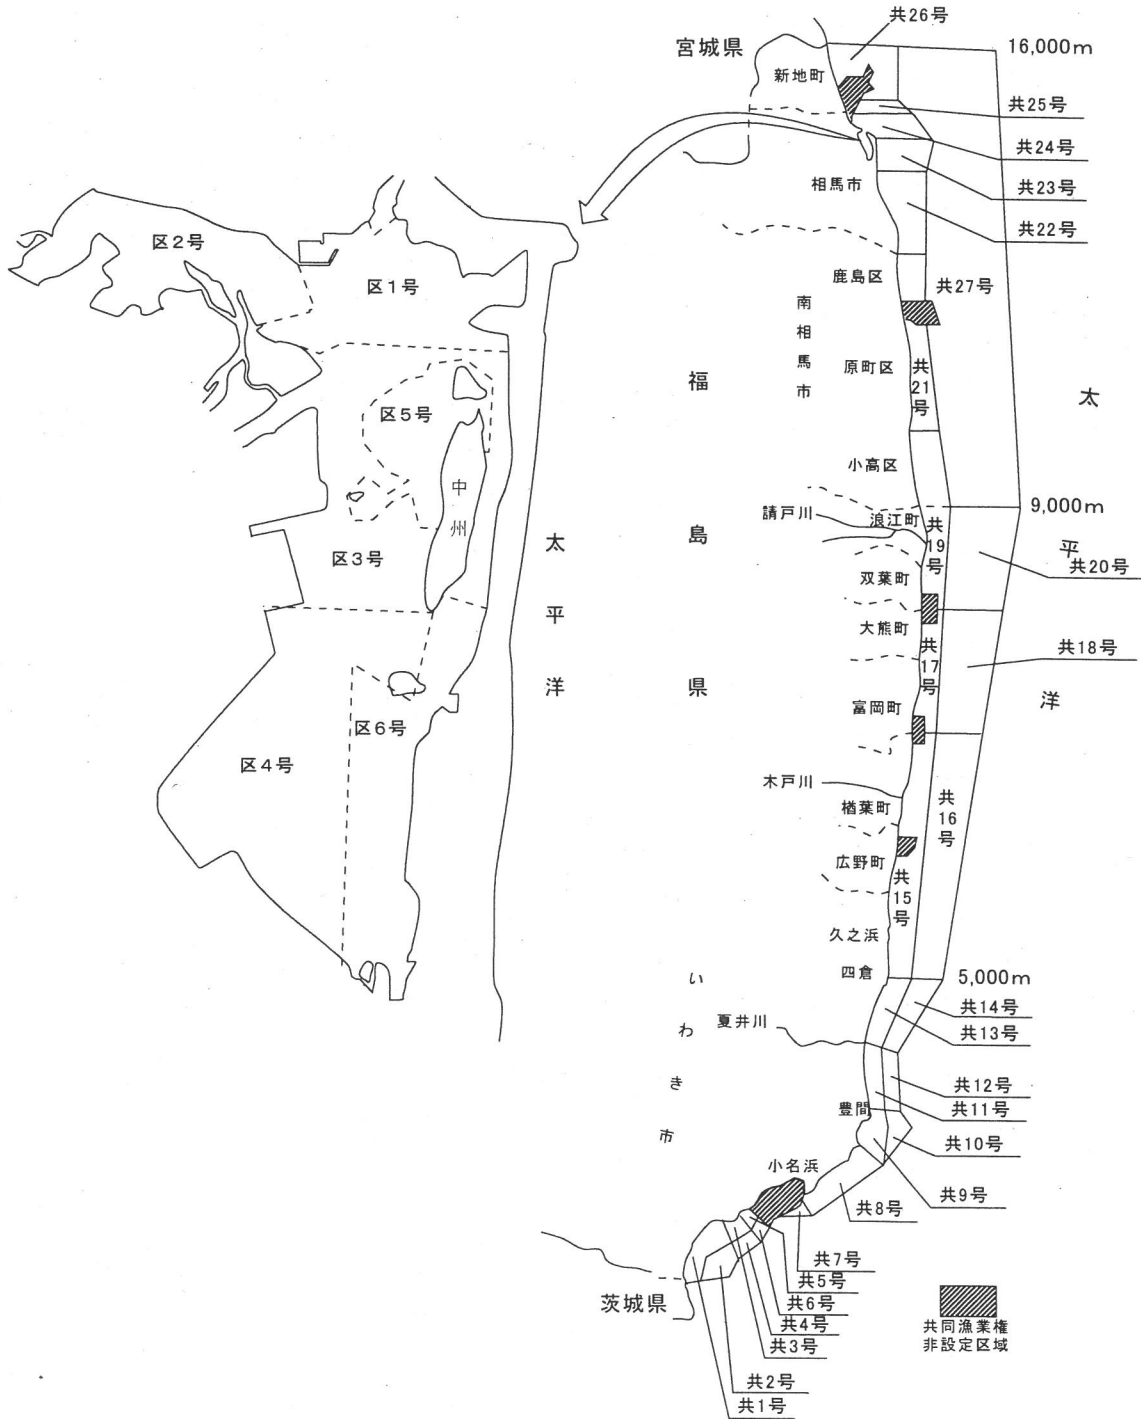 共26号
宮城県
16,000m
新地町
共25号
共24号
共23号
共22号
相馬市
鹿島区
共27号
南相馬市
原町区
共21号
小高区
9,000m
請戸川
浪江町
共19号
共20号
双葉町
大熊町
共17号
共18号
富岡町
木戸川
楢葉町
共16号
広野町
共15号
久之浜
四倉
5,000m
共14号
共13号
夏井川
共12号
共11号
豊間
共10号
共9号
共8号
小名浜
共7号
共5号
共6号
共4号
共3号
共2号
共1号
茨城県
共同漁業権
非設定区域
福島県
いわき市
太平洋
区2号
区1号
区5号
中州
区3号
区6号
区4号
太平洋